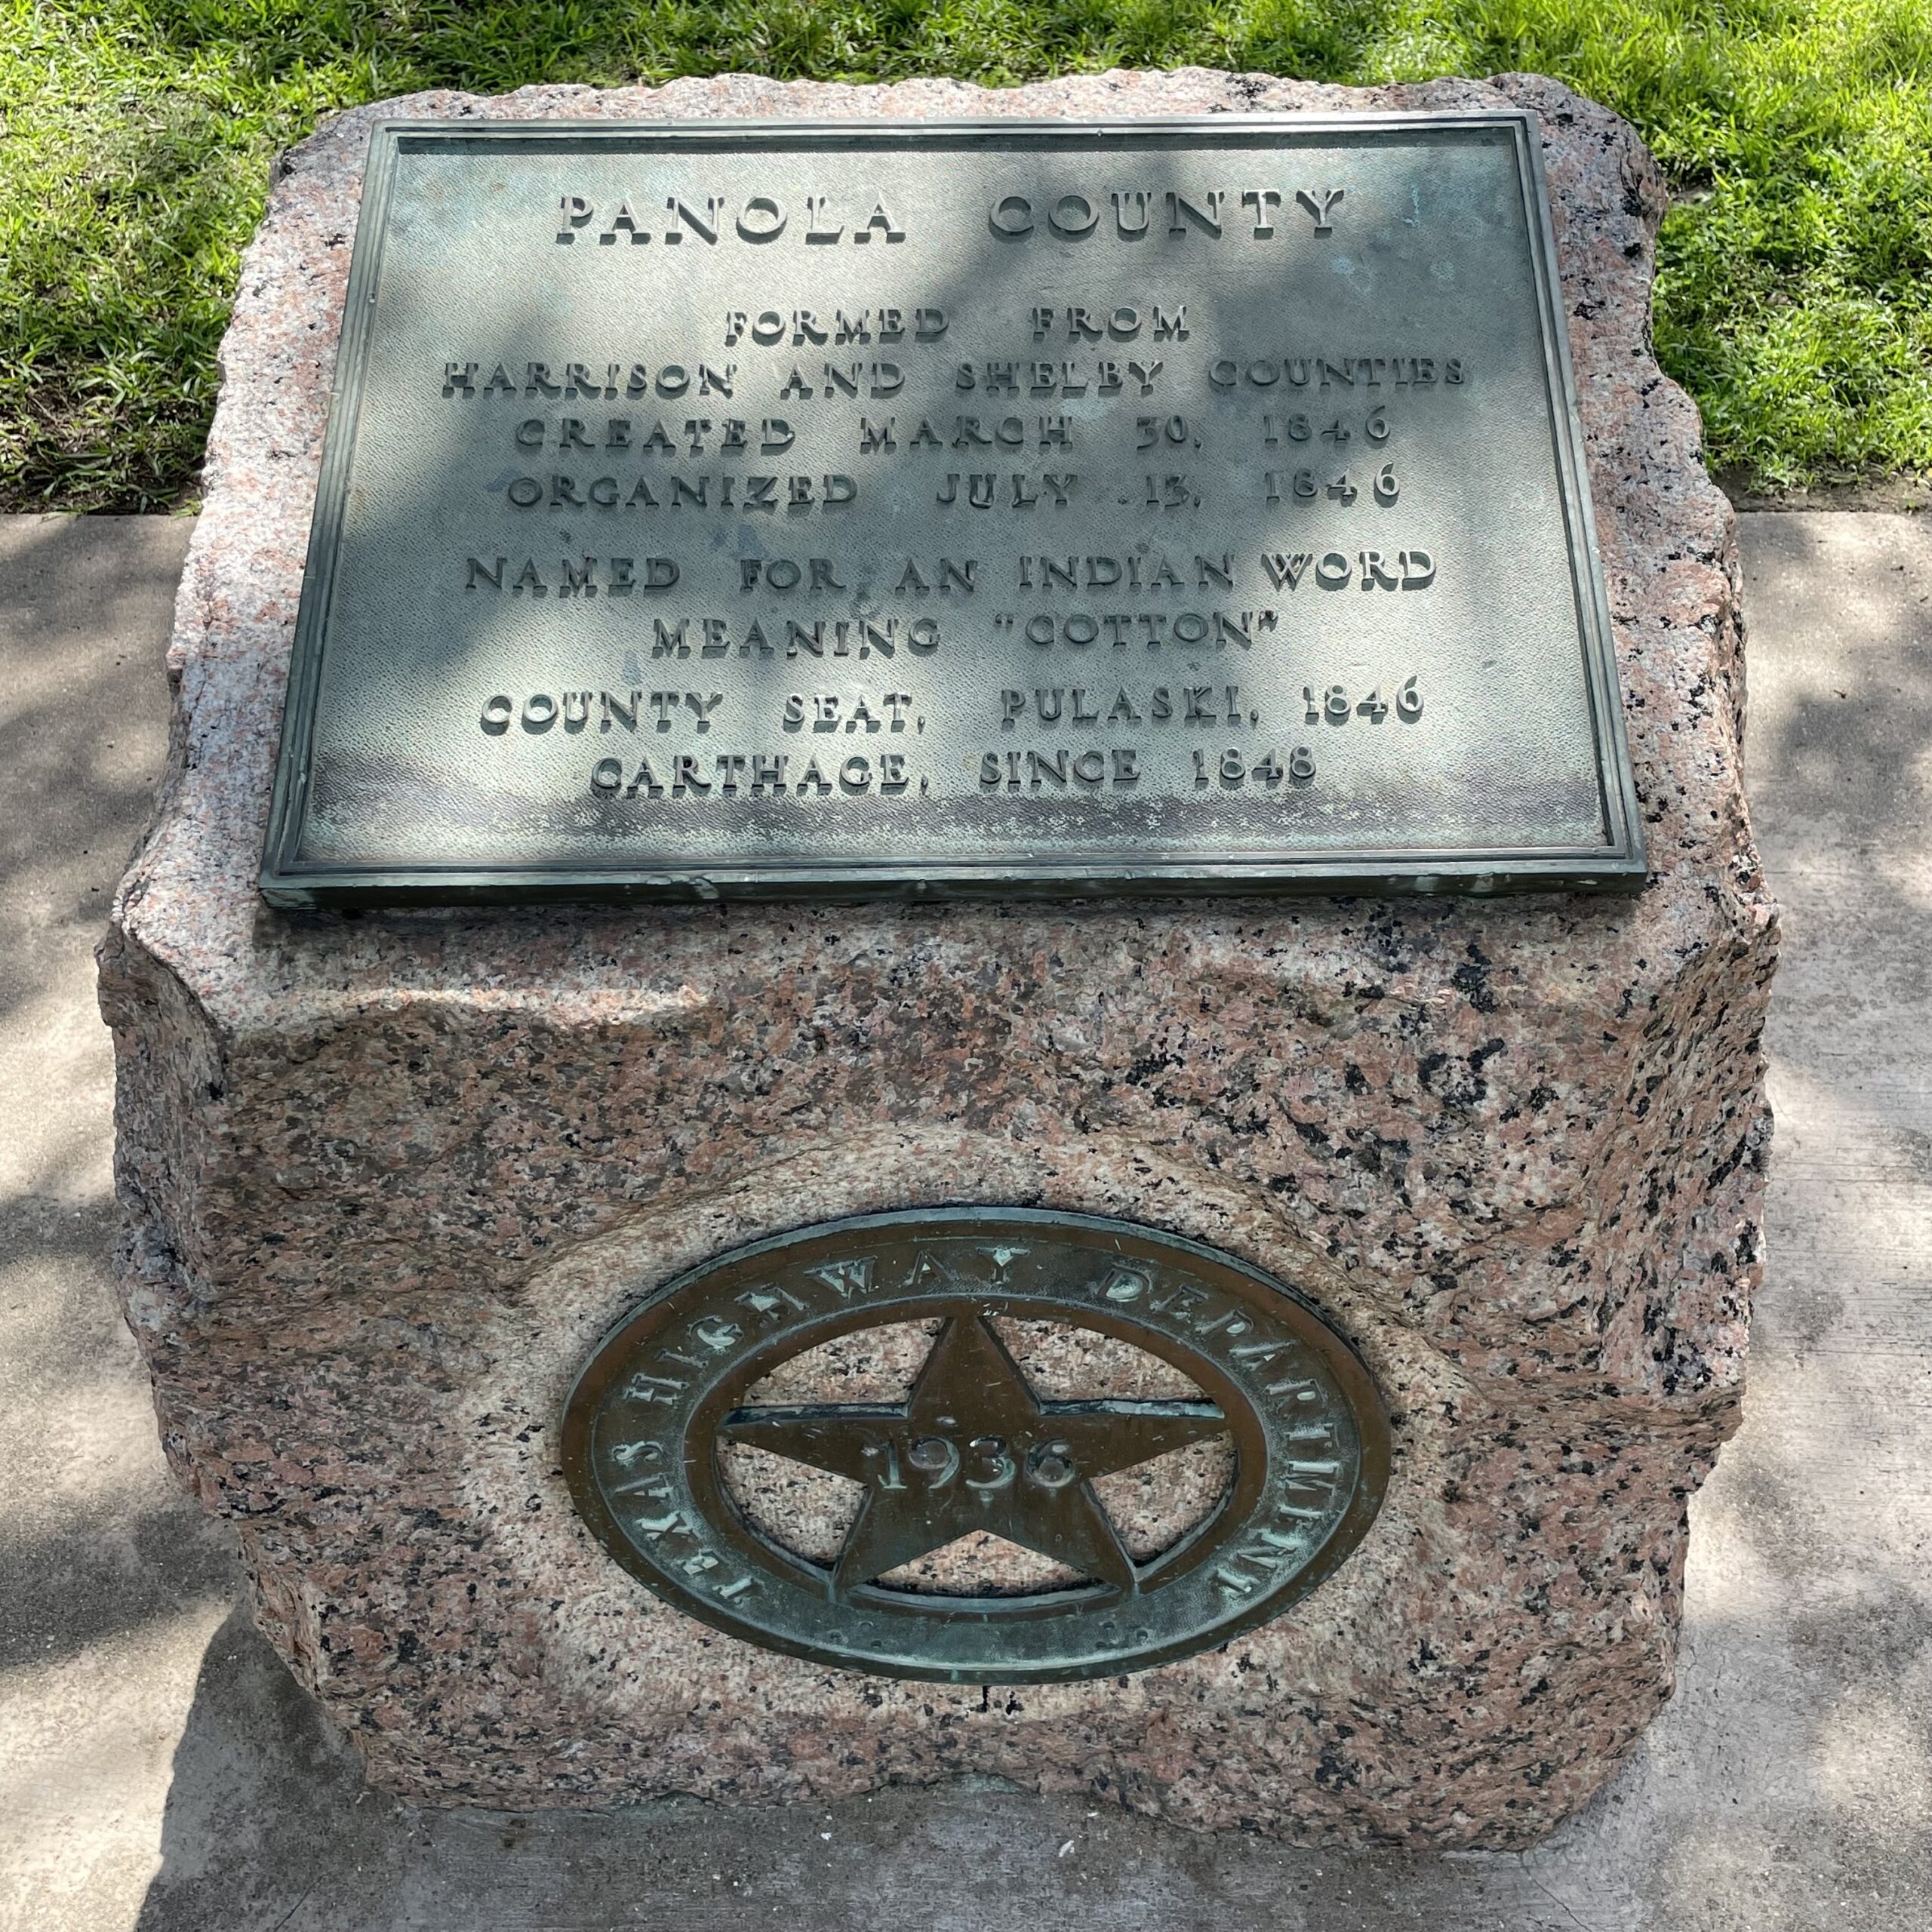 PANOLA COUNTY
FORMED FROM
HARRISON AND SHELBY COUNTIES
CREATED MARCH 30, 1846
ORGANIZED JULY 13, 1846
NAMED FOR AN INDIAN WORD
MEANING "COTTON"
COUNTY SEAT, PULASKI, 1846
CARTHAGE, SINCE 1848
TEXAS HIGHWAY DEPARTMENT
1936